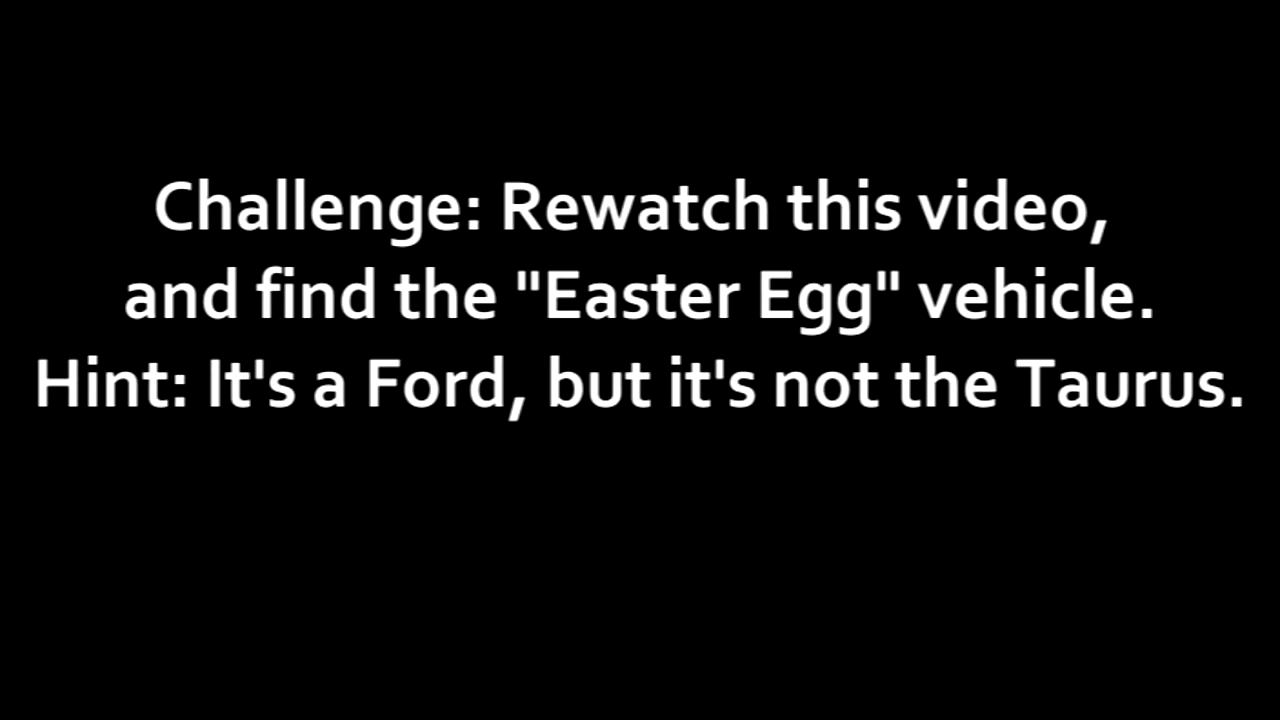 Challenge: Rewatch this video,
and find the "Easter Egg" vehicle.
Hint: It's a Ford, but it's not the Taurus.